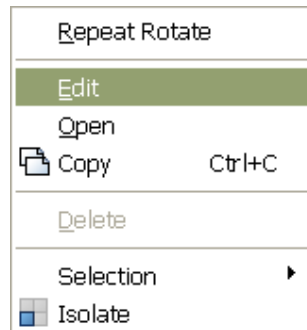 Repeat Rotate
Edit
Open
Copy Ctrl+C
Delete
Selection
Isolate